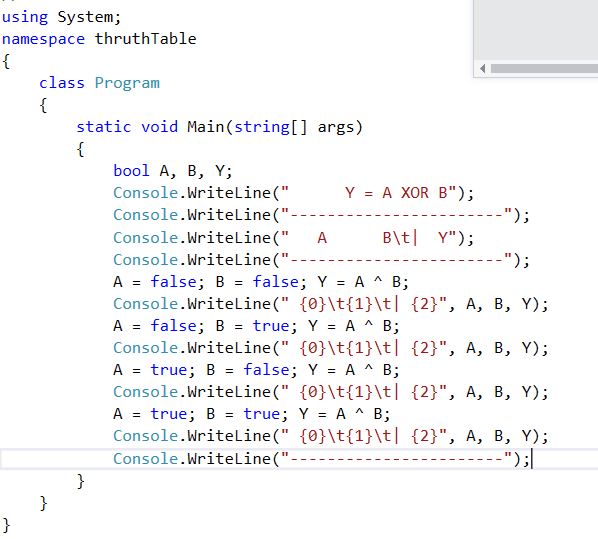 using System;
namespace thruthTable
{
    class Program
    {
        static void Main(string[] args)
        {
            bool A, B, Y;
            Console.WriteLine("      Y = A XOR B");
            Console.WriteLine("-----------------------");
            Console.WriteLine("   A      B\t|  Y");
            Console.WriteLine("-----------------------");
            A = false; B = false; Y = A ^ B;
            Console.WriteLine(" {0}\t{1}\t| {2}", A, B, Y);
            A = false; B = true; Y = A ^ B;
            Console.WriteLine(" {0}\t{1}\t| {2}", A, B, Y);
            A = true; B = false; Y = A ^ B;
            Console.WriteLine(" {0}\t{1}\t| {2}", A, B, Y);
            A = true; B = true; Y = A ^ B;
            Console.WriteLine(" {0}\t{1}\t| {2}", A, B, Y);
            Console.WriteLine("-----------------------");
        }
    }
}